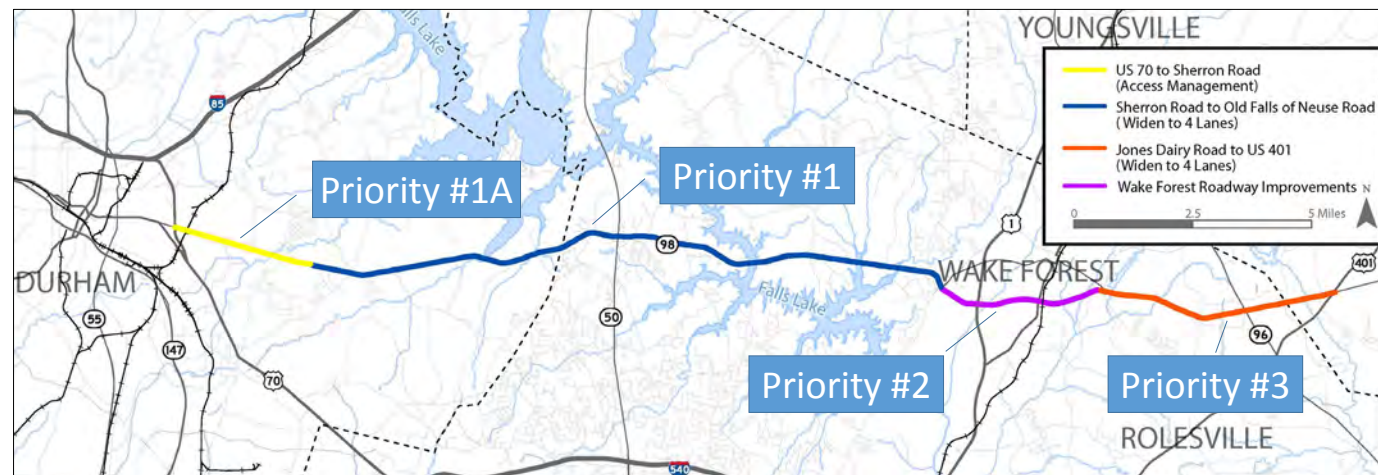 Falls Lake
YOUNGSVILLE
US 70 to Sherron Road
(Access Management)
Sherron Road to Old Falls of Neuse Road
(Widen to 4 Lanes)
Jones Dairy Road to US 401
(Widen to 4 Lanes)
Wake Forest Roadway Improvements
N
0 2.5 5 Miles
85
Priority #1A
Priority #1
1
98
WAKE FOREST
401
DURHAM
Falls Lake
55
147
50
96
70
Priority #2
Priority #3
ROLESVILLE
540